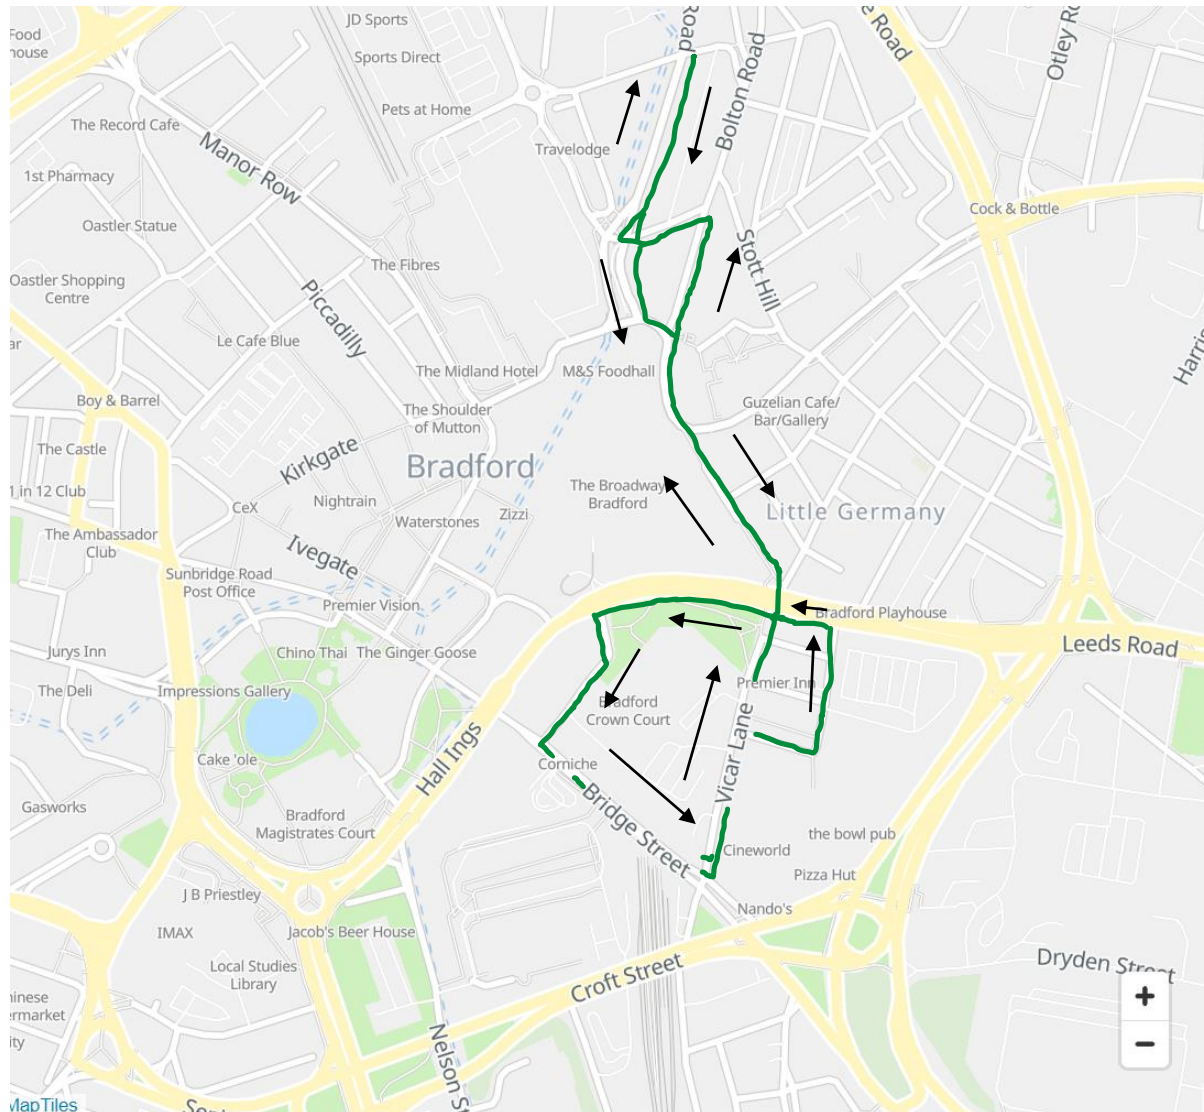 JD Sports
Food
house
Sports Direct
Road
e Road
Otley Ro
Bolton Road
Pets at Home
The Record Cafe
Manor Row
Travelodge
1st Pharmacy
Cock & Bottle
Oastler Statue
Stott Hill
The Fibres
Oastler Shopping
Centre
Piccadilly
ar
Le Cafe Blue
Harris
The Midland Hotel
M&S Foodhall
Boy & Barrel
The Shoulder
of Mutton
Guzelian Cafe/
Bar/Gallery
The Castle
Kirkgate
Bradford
1 in 12 Club
Nightrain
The Broadway
Bradford
CeX
Waterstones
Zizzi
Little Germany
The Ambassador
Club
Ivegate
Sunbridge Road
Post Office
Premier Vision
Bradford Playhouse
Leeds Road
Jurys Inn
Chino Thai
The Ginger Goose
The Deli
Impressions Gallery
Premier Inn
Bradford
Crown Court
Vicar Lane
Hall Ings
Cake 'ole
Corniche
Bridge Street
Gasworks
Bradford
Magistrates Court
the bowl pub
Cineworld
Pizza Hut
J B Priestley
Nando's
IMAX
Jacob's Beer House
Local Studies
Library
Croft Street
Dryden Street
hinese
ermarket
ity
+
−
Nelson St
MapTiles